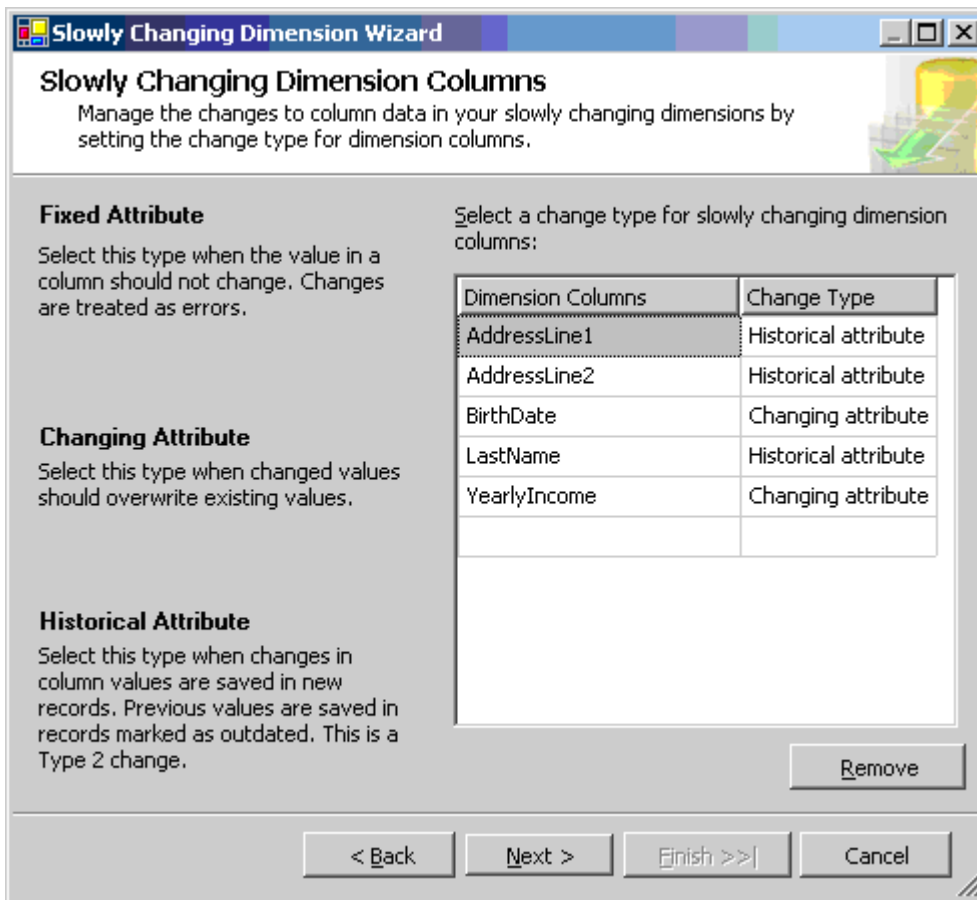 Slowly Changing Dimension Wizard
Slowly Changing Dimension Columns
Manage the changes to column data in your slowly changing dimensions by
setting the change type for dimension columns.
Fixed Attribute
Select this type when the value in a
column should not change. Changes
are treated as errors.
Changing Attribute
Select this type when changed values
should overwrite existing values.
Historical Attribute
Select this type when changes in
column values are saved in new
records. Previous values are saved in
records marked as outdated. This is a
Type 2 change.
Select a change type for slowly changing dimension
columns:
Dimension Columns Change Type
AddressLine1 Historical attribute
AddressLine2 Historical attribute
BirthDate Changing attribute
LastName Historical attribute
YearlyIncome Changing attribute
Remove
< Back Next > Finish >>| Cancel